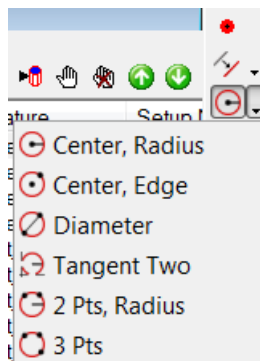 ature Setup
Center, Radius
Center, Edge
Diameter
Tangent Two
2 Pts, Radius
3 Pts